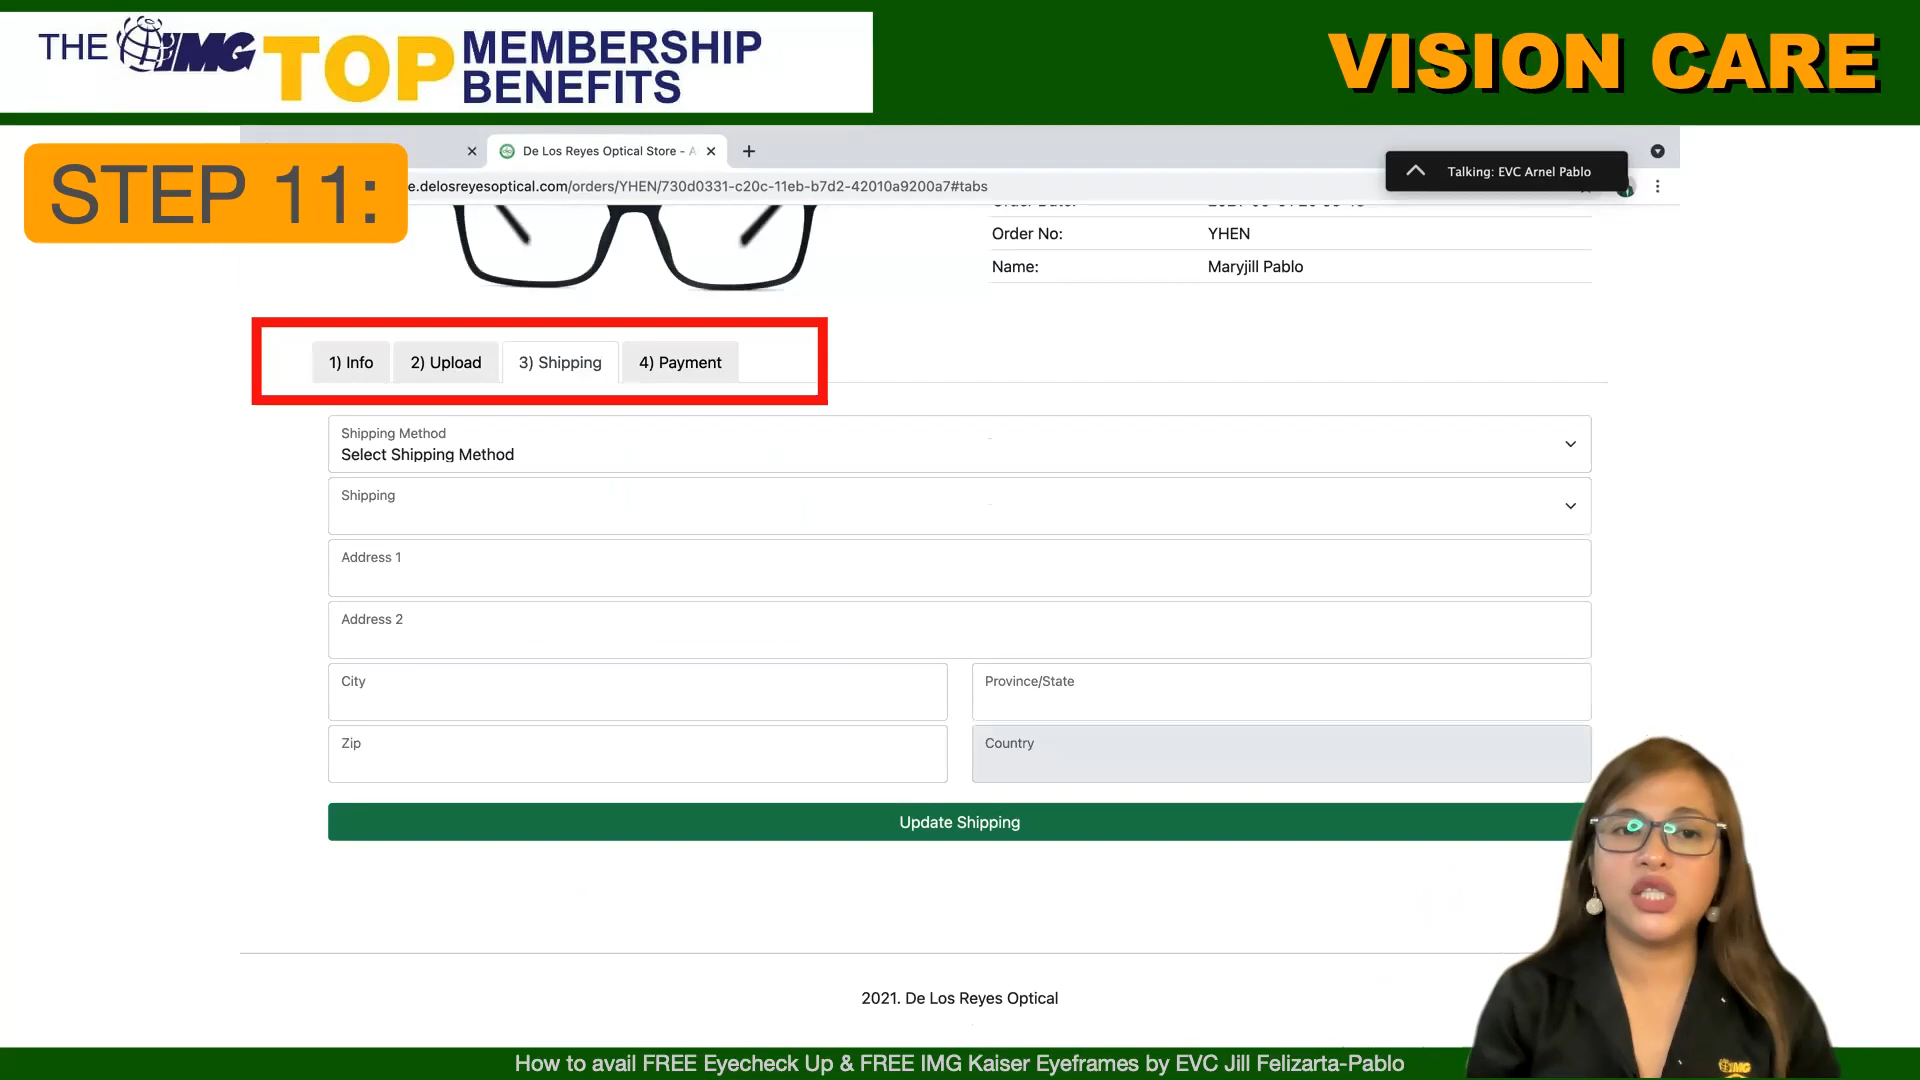 THE IMG TOP MEMBERSHIP BENEFITS
VISION CARE
STEP 11:
De Los Reyes Optical Store -
Talking: EVC Arnel Pablo
e.delosreyesoptical.com/orders/YHEN/730d0331-c20c-11eb-b7d2-42010a9200a7#tabs
Order No: YHEN
Name: Maryjill Pablo
1) Info 2) Upload 3) Shipping 4) Payment
Shipping Method
Select Shipping Method
Shipping
Address 1
Address 2
City Province/State
Zip Country
Update Shipping
2021. De Los Reyes Optical
IMG
How to avail FREE Eyecheck Up & FREE IMG Kaiser Eyeframes by EVC Jill Felizarta-Pablo